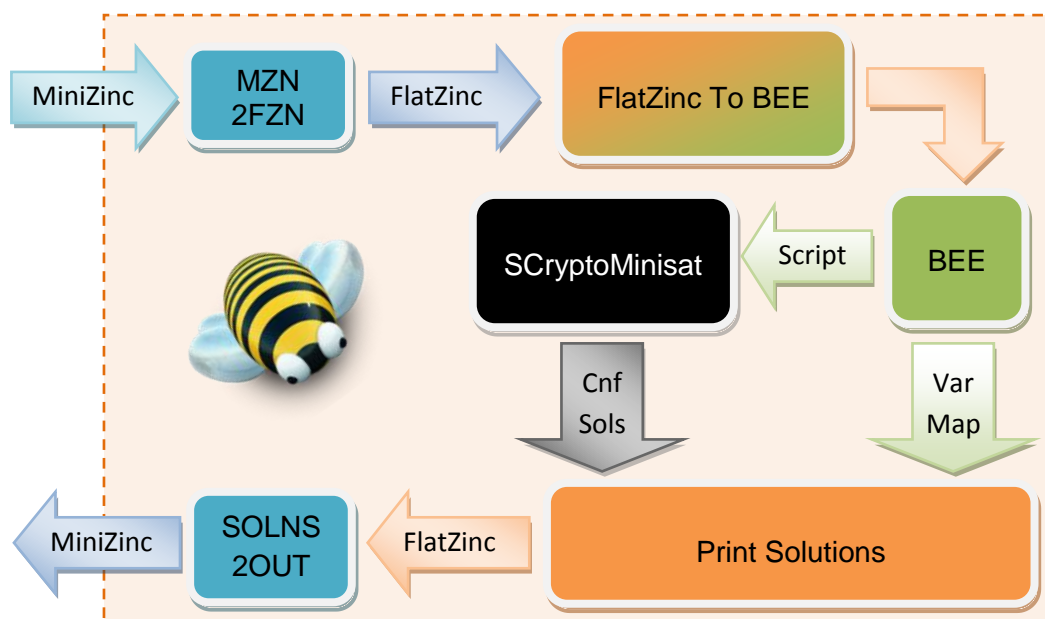 MiniZinc
MZN
2FZN
FlatZinc
FlatZinc To BEE
SCryptoMinisat
Script
BEE
Cnf
Sols
Var
Map
MiniZinc
SOLNS
2OUT
FlatZinc
Print Solutions